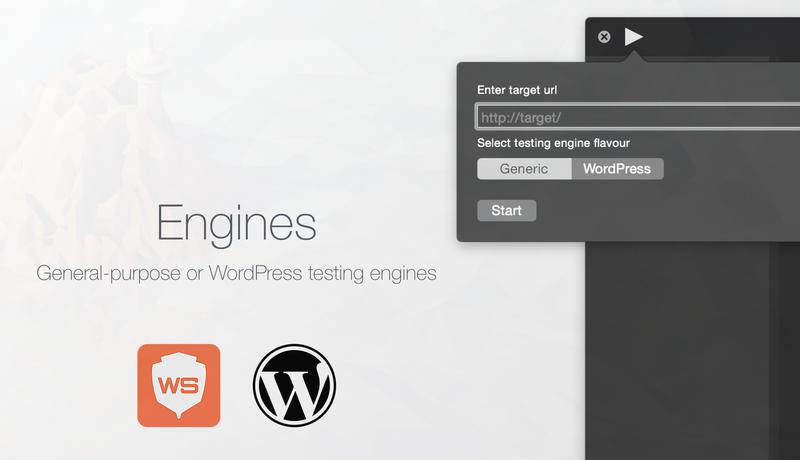 Enter target url
http://target/
Select testing engine flavour
Generic WordPress
Start
Engines
General-purpose or WordPress testing engines
WS
W